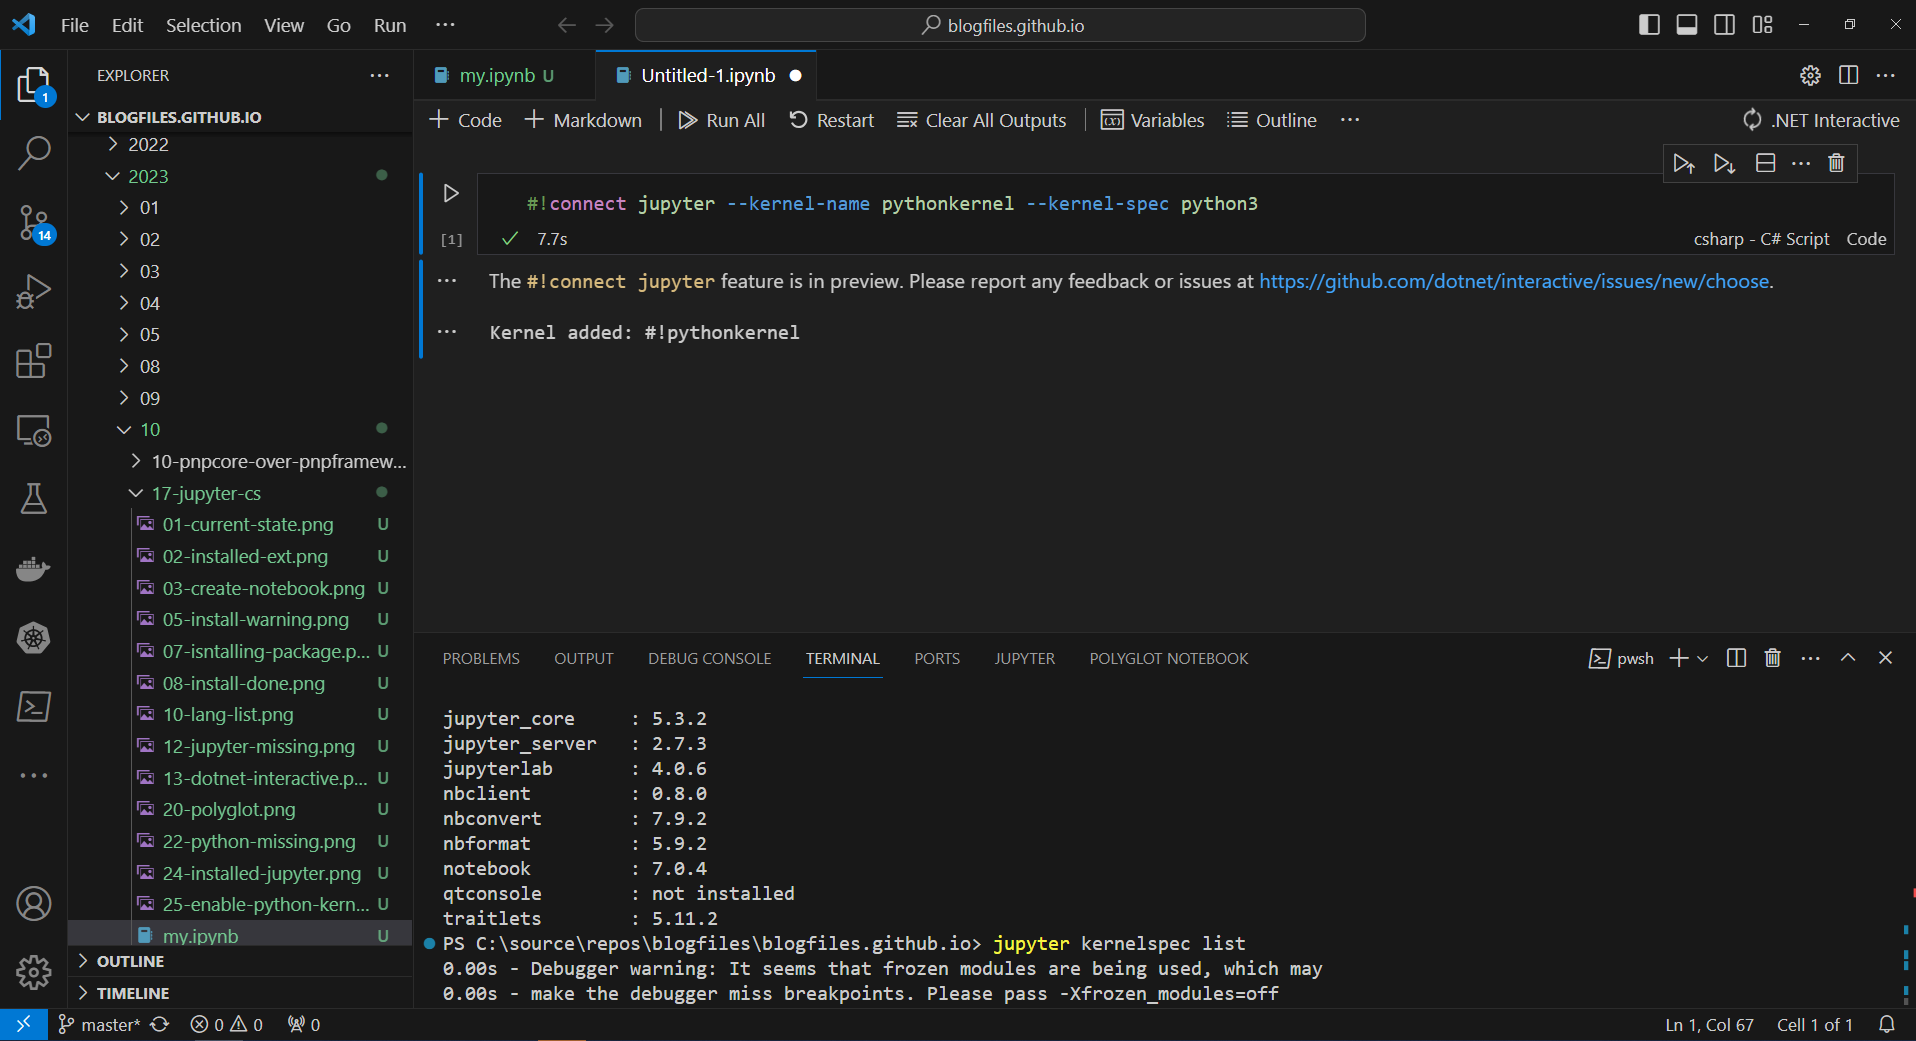 File Edit Selection View Go Run ···
blogfiles.github.io
EXPLORER
1
BLOGFILES.GITHUB.IO
2022
2023
01
02
14
03
04
05
08
09
10
10-pnpcore-over-pnpframew...
17-jupyter-cs
01-current-state.png U
02-installed-ext.png U
03-create-notebook.png U
05-install-warning.png U
07-isntalling-package.p... U
08-install-done.png U
10-lang-list.png U
12-jupyter-missing.png U
13-dotnet-interactive.p... U
20-polyglot.png U
22-python-missing.png U
24-installed-jupyter.png U
25-enable-python-kern... U
my.ipynb U
OUTLINE
TIMELINE
my.ipynb U
Untitled-1.ipynb
+ Code + Markdown Run All Restart Clear All Outputs Variables Outline ··· .NET Interactive
#!connect jupyter --kernel-name pythonkernel --kernel-spec python3
[1] ✓ 7.7s csharp - C# Script Code
The #!connect jupyter feature is in preview. Please report any feedback or issues at https://github.com/dotnet/interactive/issues/new/choose.
Kernel added: #!pythonkernel
PROBLEMS OUTPUT DEBUG CONSOLE TERMINAL PORTS JUPYTER POLYGLOT NOTEBOOK pwsh
jupyter_core : 5.3.2
jupyter_server : 2.7.3
jupyterlab : 4.0.6
nbclient : 0.8.0
nbconvert : 7.9.2
nbformat : 5.9.2
notebook : 7.0.4
qtconsole : not installed
traitlets : 5.11.2
PS C:\source\repos\blogfiles\blogfiles.github.io> jupyter kernelspec list
0.00s - Debugger warning: It seems that frozen modules are being used, which may
0.00s - make the debugger miss breakpoints. Please pass -Xfrozen_modules=off
master* 0 0 0 Ln 1, Col 67 Cell 1 of 1